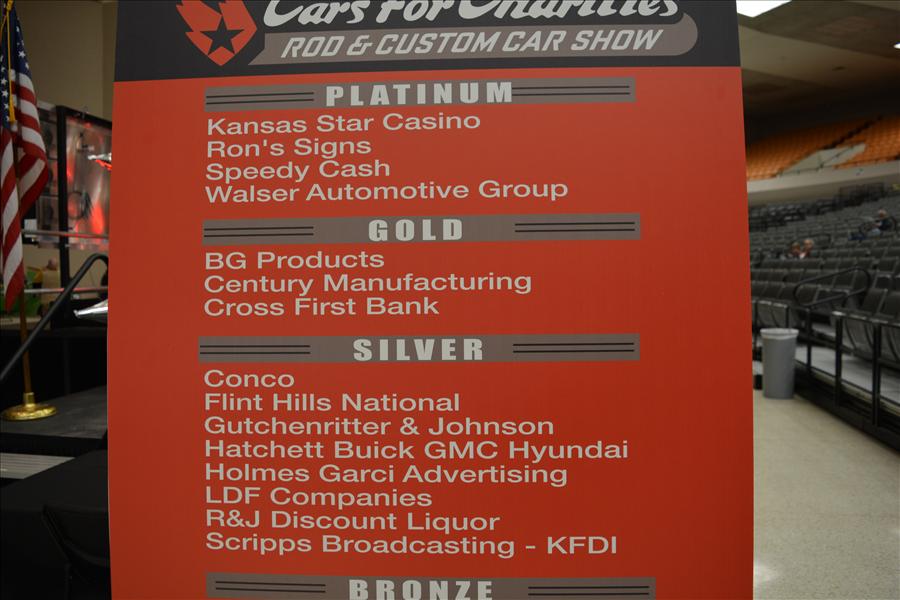 Cars For Charities
ROD & CUSTOM CAR SHOW
PLATINUM
Kansas Star Casino
Ron's Signs
Speedy Cash
Walser Automotive Group
GOLD
BG Products
Century Manufacturing
Cross First Bank
SILVER
Conco
Flint Hills National
Gutchenritter & Johnson
Hatchett Buick GMC Hyundai
Holmes Garci Advertising
LDF Companies
R&J Discount Liquor
Scripps Broadcasting - KFDI
BRONZE